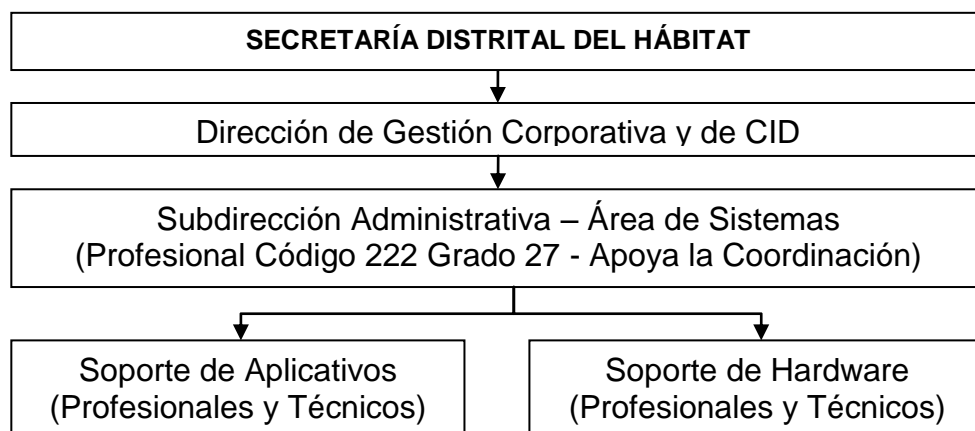 SECRETARÍA DISTRITAL DEL HÁBITAT
Dirección de Gestión Corporativa y de CID
Subdirección Administrativa – Área de Sistemas
(Profesional Código 222 Grado 27 - Apoya la Coordinación)
Soporte de Aplicativos
(Profesionales y Técnicos)
Soporte de Hardware
(Profesionales y Técnicos)